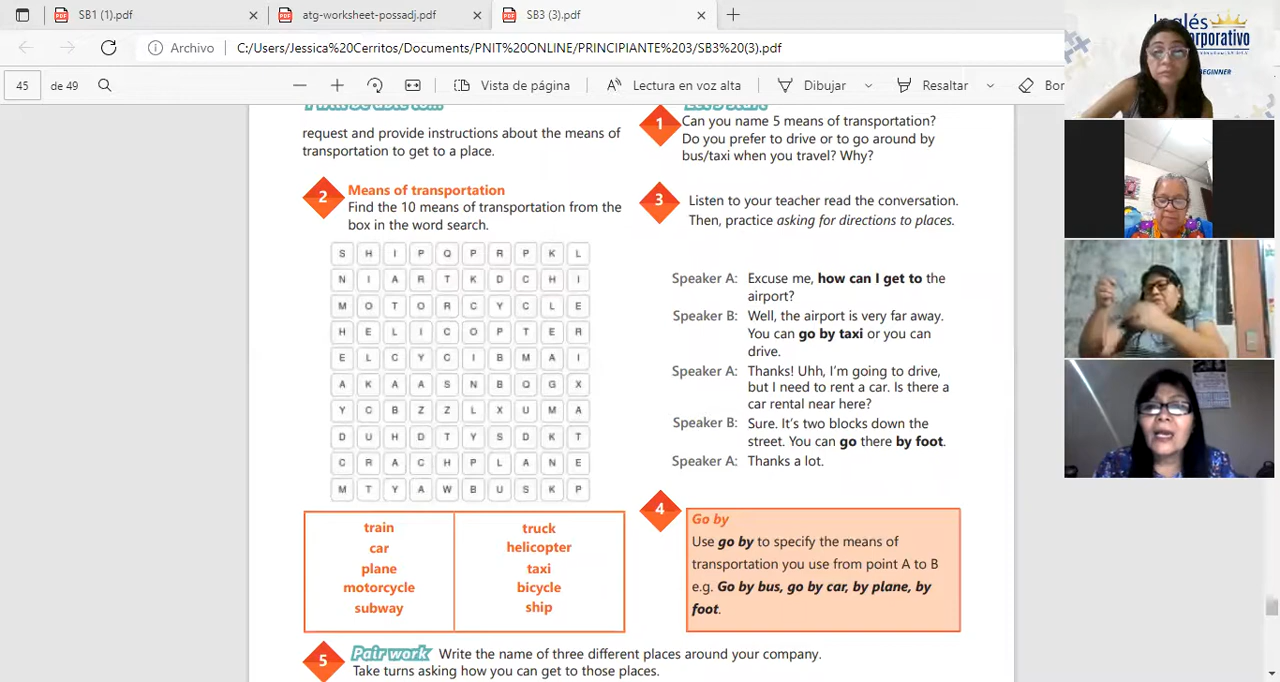 SB1 (1).pdf
atg-worksheet-possadj.pdf
SB3 (3).pdf
Archivo
C:/Users/Jessica%20Cerritos/Documents/PNIT%20ONLINE/PRINCIPIANTE%203/SB3%20(3).pdf
45 de 49
Vista de página
Lectura en voz alta
Dibujar
Resaltar
Bor
Inglés
orporativo
BEGINNER
request and provide instructions about the means of
transportation to get to a place.
1
Can you name 5 means of transportation?
Do you prefer to drive or to go around by
bus/taxi when you travel? Why?
2
Means of transportation
Find the 10 means of transportation from the
box in the word search.
S H I P Q P R P K L
N I A R T K D C H I
M O T O R C Y C L E
H E L I C O P T E R
E L C Y C I B M A I
A K A A S N B Q G X
Y C B Z Z L X U M A
D U H D T Y S D K T
C R A C H P L A N E
M T Y A W B U S K P
train
car
plane
motorcycle
subway
truck
helicopter
taxi
bicycle
ship
3
Listen to your teacher read the conversation.
Then, practice asking for directions to places.
Speaker A: Excuse me, how can I get to the
airport?
Speaker B: Well, the airport is very far away.
You can go by taxi or you can
drive.
Speaker A: Thanks! Uhh, I'm going to drive,
but I need to rent a car. Is there a
car rental near here?
Speaker B: Sure. It's two blocks down the
street. You can go there by foot.
Speaker A: Thanks a lot.
4
Go by
Use go by to specify the means of
transportation you use from point A to B
e.g. Go by bus, go by car, by plane, by
foot.
5
Pair work Write the name of three different places around your company.
Take turns asking how you can get to those places.